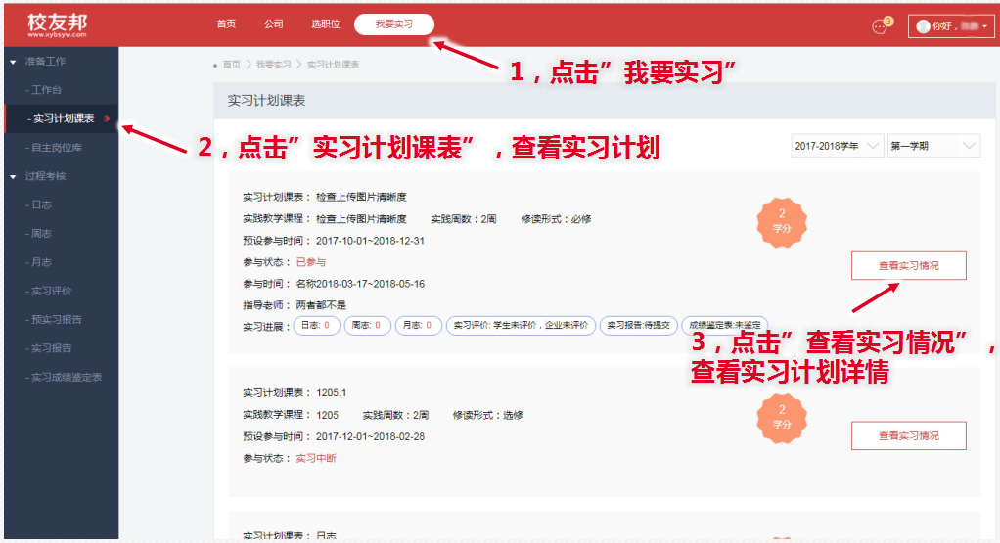 校友邦
www.xybsyw.com
首页 公司 选职位 我要实习
3
你好，
准备工作
- 工作台
- 实习计划课表
- 自主岗位库
过程考核
- 日志
- 周志
- 月志
- 实习评价
- 预实习报告
- 实习报告
- 实习成绩鉴定表
首页 > 我要实习 > 实习计划课表
1，点击”我要实习”
实习计划课表
2，点击”实习计划课表”，查看实习计划
2017-2018学年 第一学期
实习计划课表： 检查上传图片清晰度
实践教学课程： 检查上传图片清晰度 实践周数：2周 修读形式：必修
预设参与时间： 2017-10-01~2018-12-31
参与状态： 已参与
参与时间： 名称2018-03-17~2018-05-16
指导老师： 两者都不是
实习进展： 日志: 0 周志: 0 月志: 0 实习评价: 学生未评价，企业未评价 实习报告:待提交 成绩鉴定表:未鉴定
2
学分
查看实习情况
3，点击”查看实习情况”，
查看实习计划详情
实习计划课表： 1205.1
实践教学课程： 1205 实践周数：2周 修读形式：选修
预设参与时间： 2017-12-01~2018-02-28
参与状态： 实习中断
2
学分
查看实习情况
实习计划课表： 日志